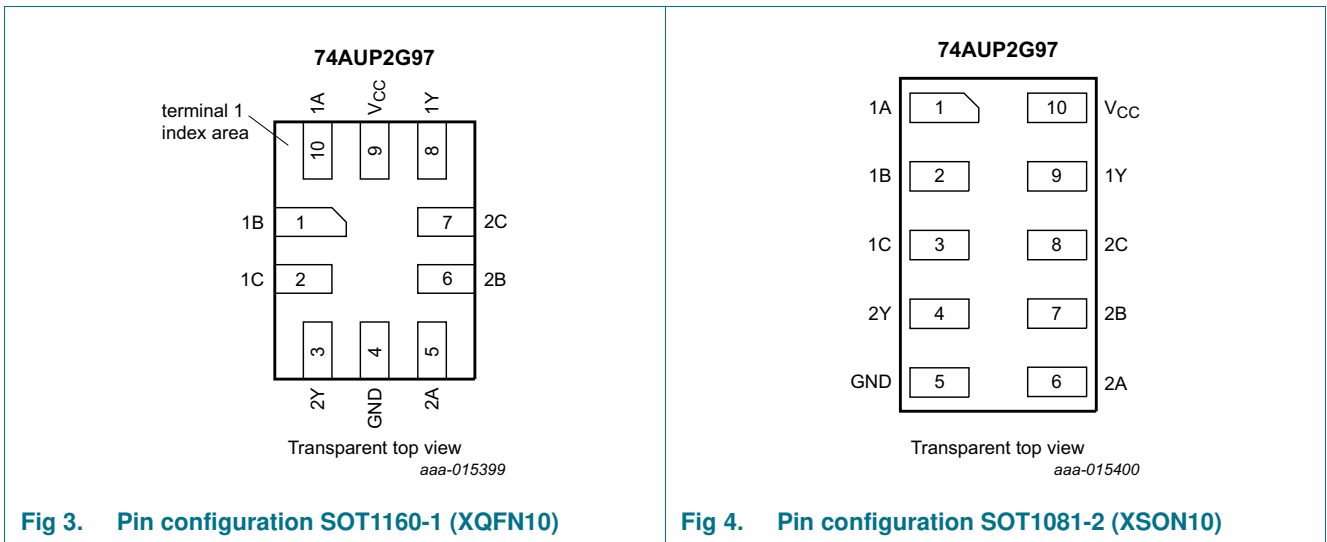 74AUP2G97
terminal 1
index area
1A
VCC
1Y
10
9
8
1B
1
7
2C
1C
2
6
2B
3
4
5
2Y
GND
2A
Transparent top view
aaa-015399
Fig 3. Pin configuration SOT1160-1 (XQFN10)
74AUP2G97
1A
1
10
VCC
1B
2
9
1Y
1C
3
8
2C
2Y
4
7
2B
GND
5
6
2A
Transparent top view
aaa-015400
Fig 4. Pin configuration SOT1081-2 (XSON10)